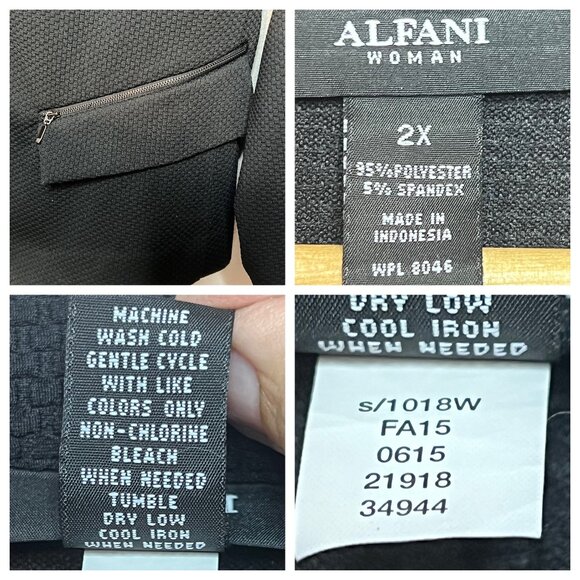 ALFANI
WOMAN
2X
95% POLYESTER
5% SPANDEX
MADE IN
INDONESIA
WPL 8046
MACHINE
WASH COLD
GENTLE CYCLE
WITH LIKE
COLORS ONLY
NON-CHLORINE
BLEACH
WHEN NEEDED
TUMBLE
DRY LOW
COOL IRON
WHEN NEEDED
DRY LOW
COOL IRON
WHEN NEEDED
s/1018W
FA15
0615
21918
34944